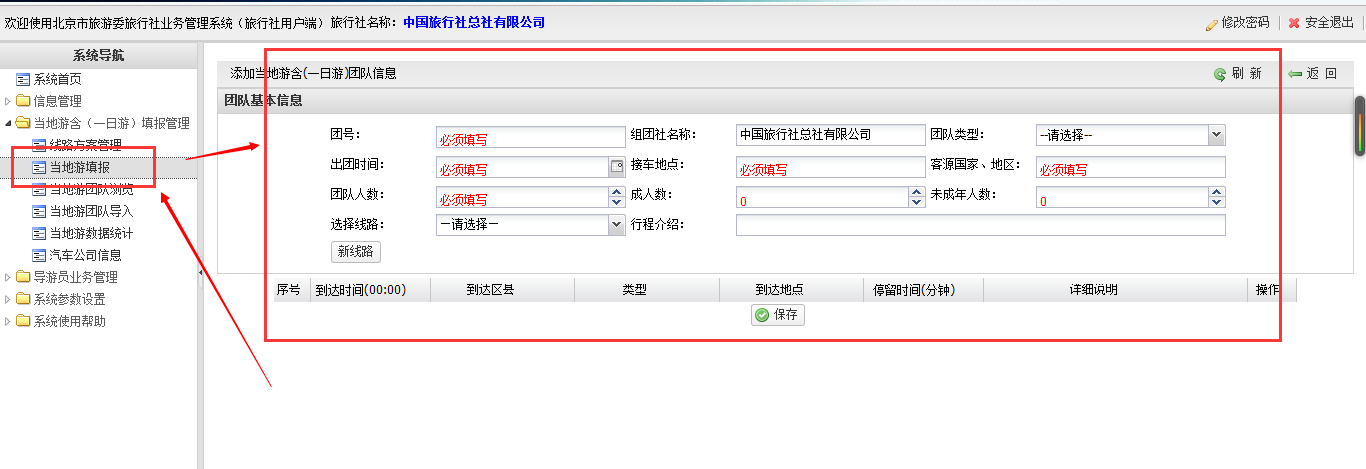 欢迎使用北京市旅游委旅行社业务管理系统（旅行社用户端）旅行社名称：中国旅行社总社有限公司 修改密码 安全退出
系统导航
系统首页
信息管理
当地游含（一日游）填报管理
线路方案管理
当地游填报
当地游团队浏览
当地游团队导入
当地游数据统计
汽车公司信息
导游员业务管理
系统参数设置
系统使用帮助
添加当地游含(一日游)团队信息 刷 新 返 回
团队基本信息
团号： 必须填写 组团社名称： 中国旅行社总社有限公司 团队类型： --请选择--
出团时间： 必须填写 接车地点： 必须填写 客源国家、地区： 必须填写
团队人数： 必须填写 成人数： 0 未成年人数： 0
选择线路： —请选择— 行程介绍：
新线路
序号 到达时间(00:00) 到达区县 类型 到达地点 停留时间(分钟) 详细说明 操作
保存